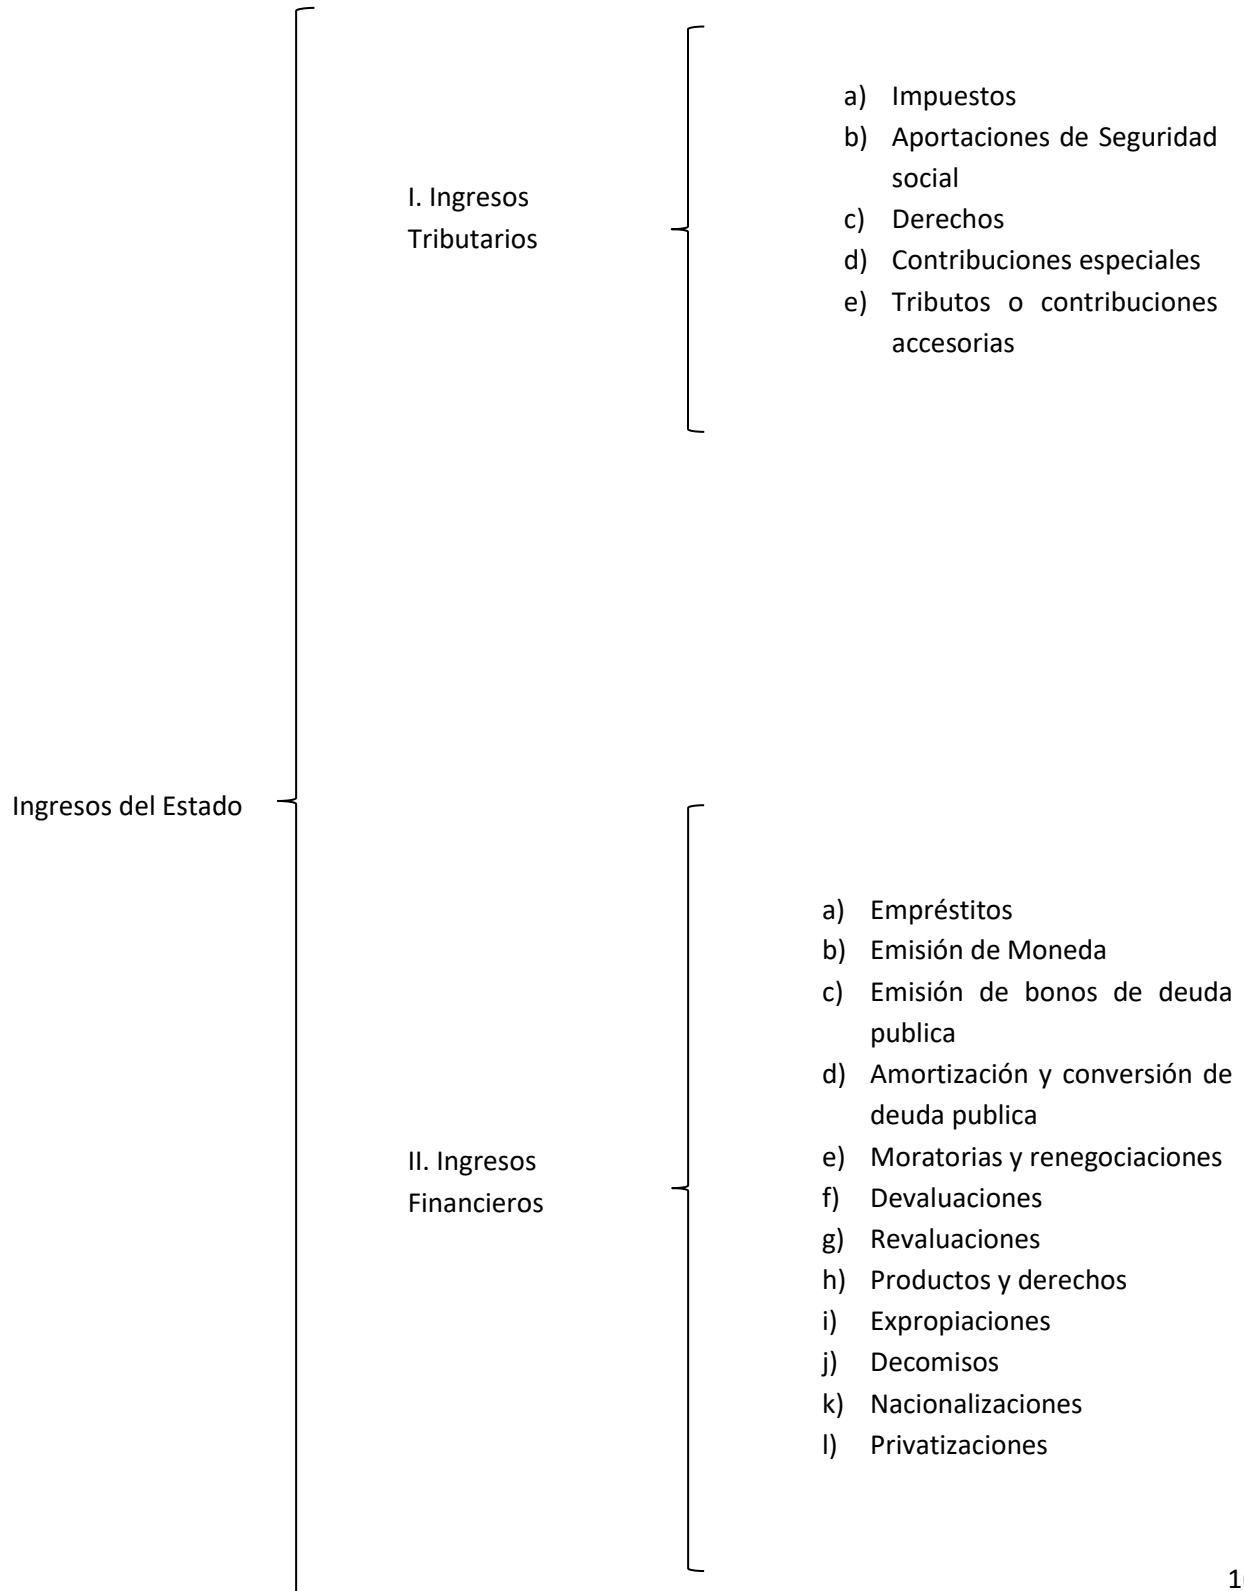 I. Ingresos
Tributarios
a) Impuestos
b) Aportaciones de Seguridad
social
c) Derechos
d) Contribuciones especiales
e) Tributos o contribuciones
accesorias
Ingresos del Estado
II. Ingresos
Financieros
a) Empréstitos
b) Emisión de Moneda
c) Emisión de bonos de deuda
publica
d) Amortización y conversión de
deuda publica
e) Moratorias y renegociaciones
f) Devaluaciones
g) Revaluaciones
h) Productos y derechos
i) Expropiaciones
j) Decomisos
k) Nacionalizaciones
l) Privatizaciones